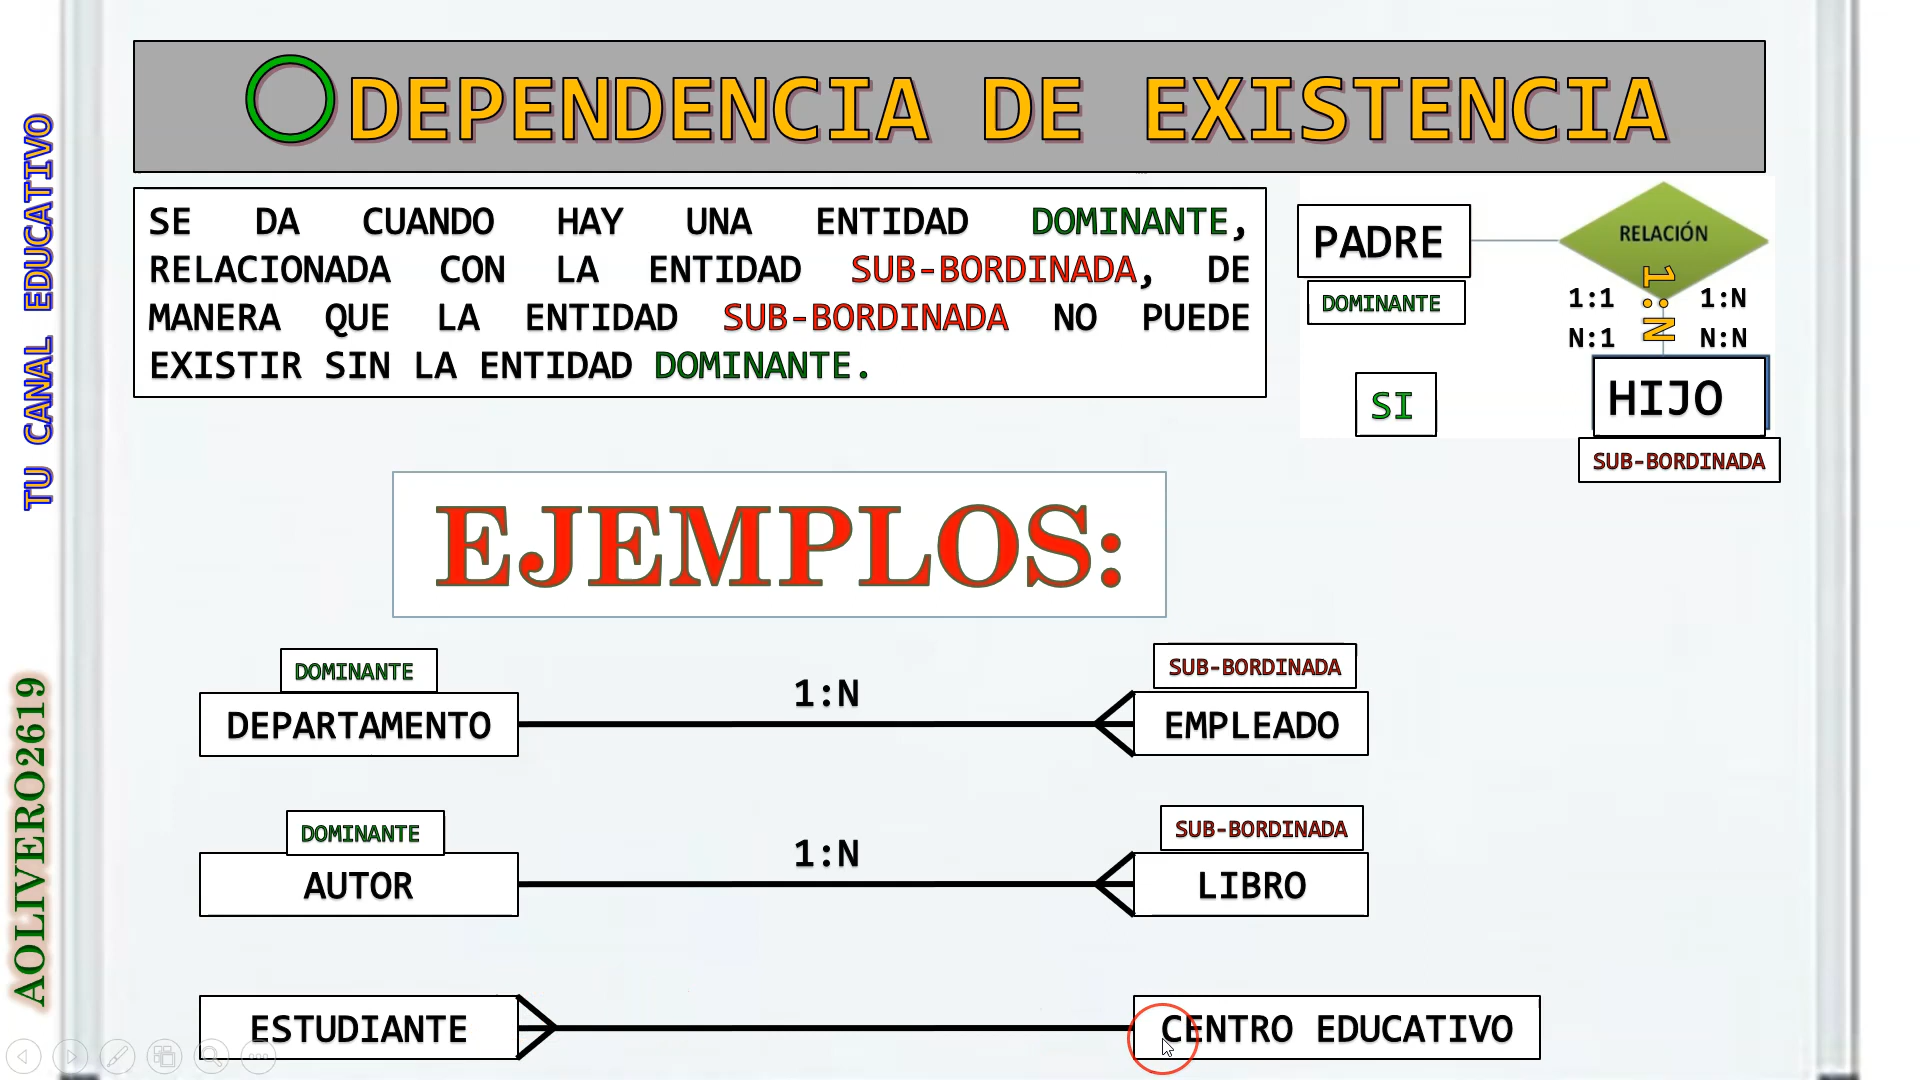 DEPENDENCIA DE EXISTENCIA
SE DA CUANDO HAY UNA ENTIDAD DOMINANTE,
RELACIONADA CON LA ENTIDAD SUB-BORDINADA, DE
MANERA QUE LA ENTIDAD SUB-BORDINADA NO PUEDE
EXISTIR SIN LA ENTIDAD DOMINANTE.
PADRE
DOMINANTE
RELACIÓN
1:1
1:N
1:N
N:1
N:N
SI
HIJO
SUB-BORDINADA
EJEMPLOS:
DOMINANTE
DEPARTAMENTO
1:N
SUB-BORDINADA
EMPLEADO
DOMINANTE
AUTOR
1:N
SUB-BORDINADA
LIBRO
ESTUDIANTE
CENTRO EDUCATIVO
TU CANAL EDUCATIVO
AOLIVERO2619